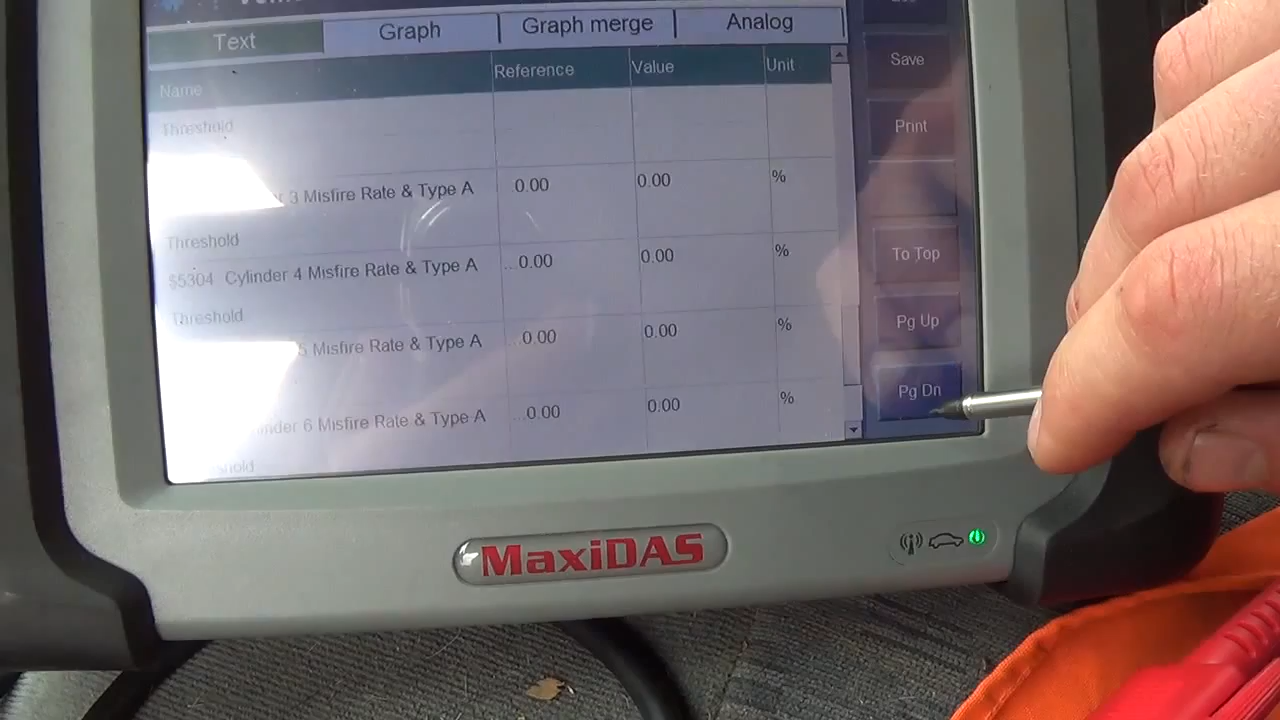 Text Graph Graph merge Analog
Name Reference Value Unit
Threshold
3 Misfire Rate & Type A 0.00 0.00 %
Threshold
$5304 Cylinder 4 Misfire Rate & Type A ...0.00 0.00 %
Threshold
5 Misfire Rate & Type A ...0.00 0.00 %
6 Misfire Rate & Type A ...0.00 0.00 %
Save
Print
To Top
Pg Up
Pg Dn
MaxiDAS